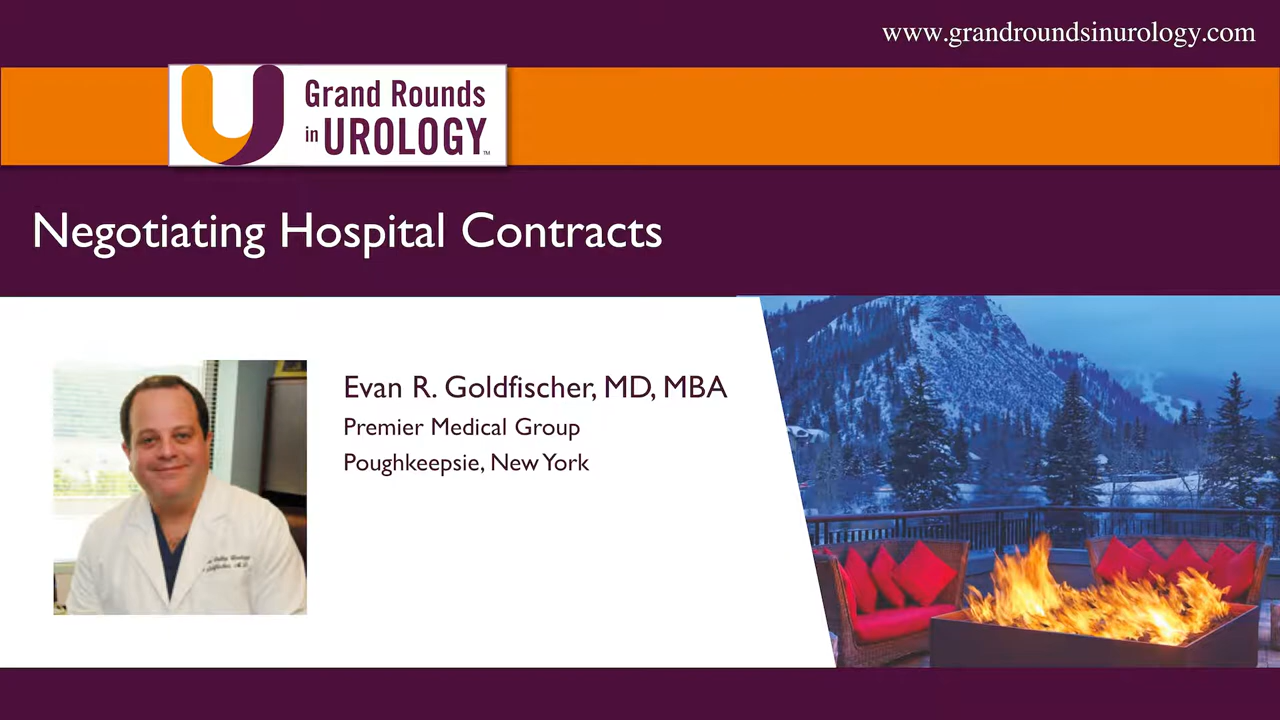 www.grandroundsinurology.com
Grand Rounds
in UROLOGY™
Negotiating Hospital Contracts
Evan R. Goldfischer, MD, MBA
Premier Medical Group
Poughkeepsie, New York